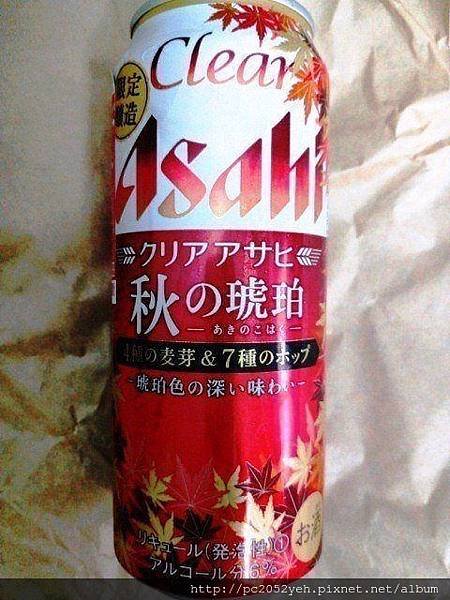 Clear
限定
醸造
Asahi
クリアアサヒ
秋の琥珀
あきのこはく
4種の麦芽&7種のホップ
琥珀色の深い味わい
お酒
リキュール(発泡性)①
アルコール分6%
http://pc2052yeh.pixnet.net/album